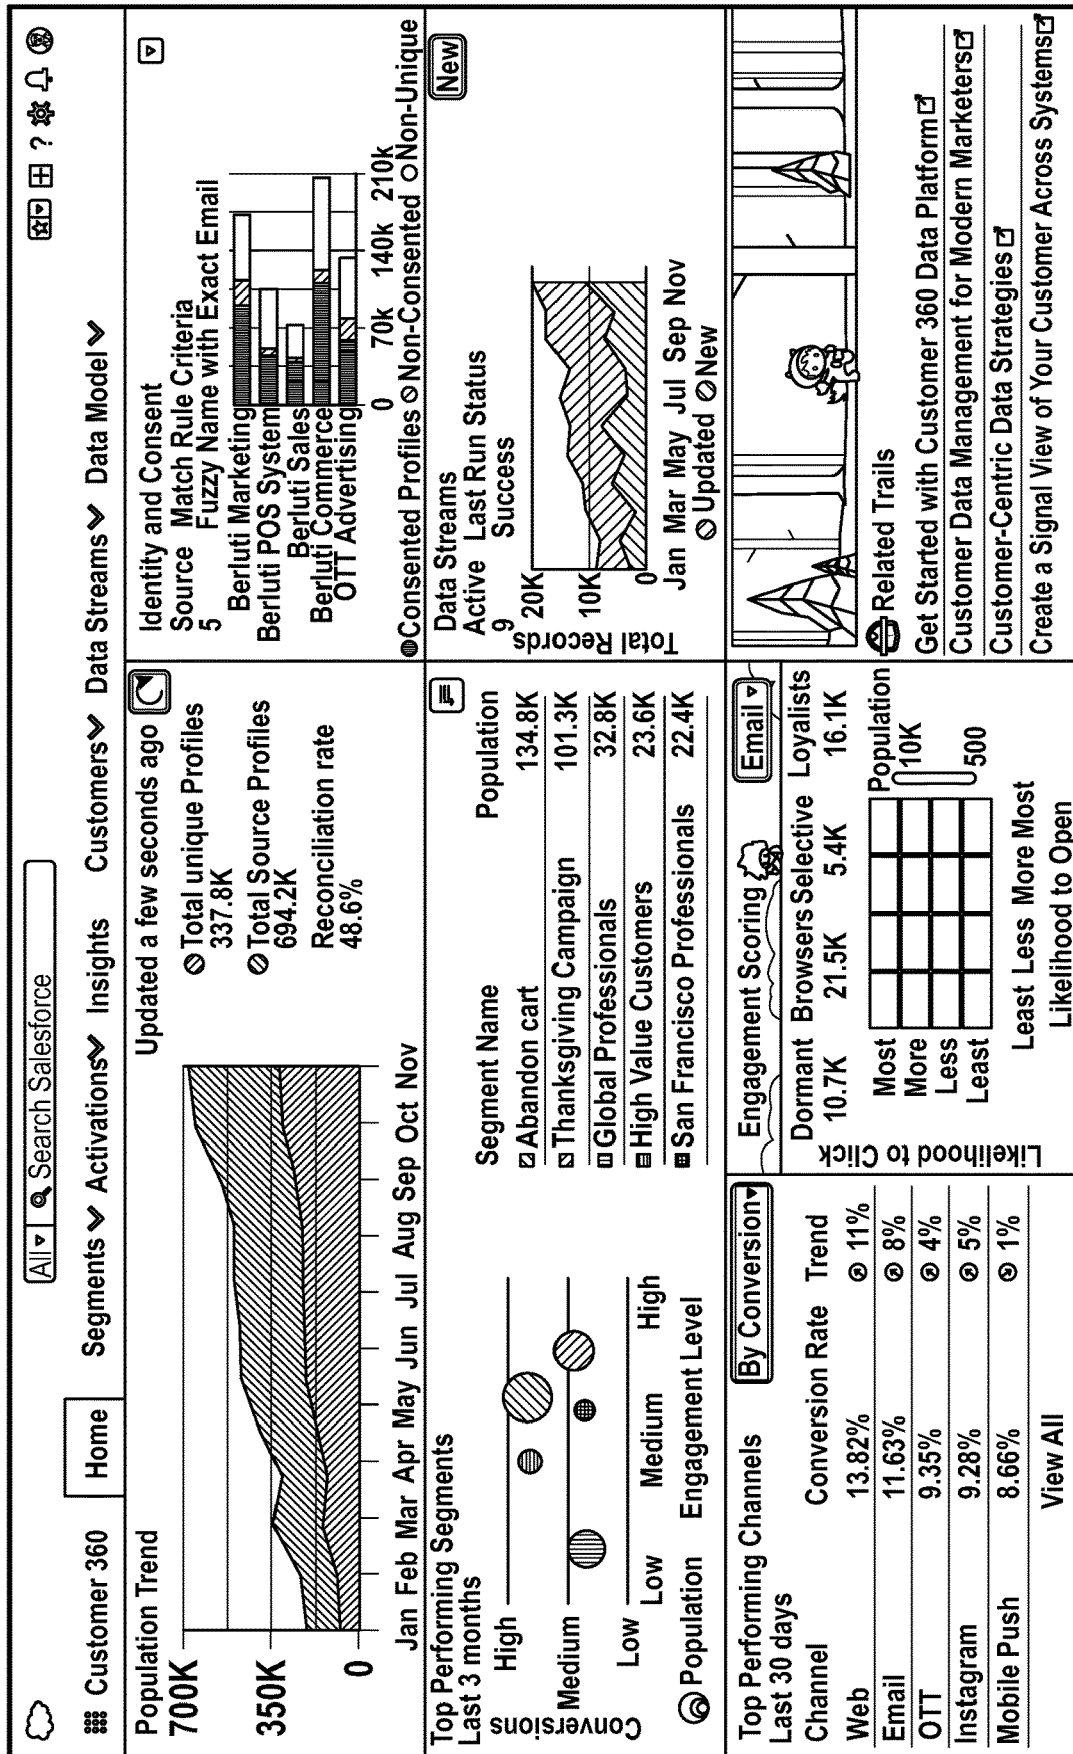 All Search Salesforce
?
Customer 360 Home Segments Activations Insights Customers Data Streams Data Model
Population Trend
Updated a few seconds ago
700K
350K
0
Jan Feb Mar Apr May Jun Jul Aug Sep Oct Nov
Total unique Profiles
337.8K
Total Source Profiles
694.2K
Reconciliation rate
48.6%
Identity and Consent
Source Match Rule Criteria
5 Fuzzy Name with Exact Email
Berluti Marketing
Berluti POS System
Berluti Sales
Berluti Commerce
OTT Advertising
0 70k 140k 210k
Consented Profiles Non-Consented Non-Unique
Top Performing Segments
Last 3 months
Conversions
High
Medium
Low
Low Medium High
Population Engagement Level
Segment Name Population
Abandon cart 134.8K
Thanksgiving Campaign 101.3K
Global Professionals 32.8K
High Value Customers 23.6K
San Francisco Professionals 22.4K
Data Streams
New
Active Last Run Status
9 Success
Total Records
20K
10K
0
Jan Mar May Jul Sep Nov
Updated New
Top Performing Channels
Last 30 days
By Conversion
Channel Conversion Rate Trend
Web 13.82% 11%
Email 11.63% 8%
OTT 9.35% 4%
Instagram 9.28% 5%
Mobile Push 8.66% 1%
View All
Engagement Scoring
Email
Dormant Browsers Selective Loyalists
10.7K 21.5K 5.4K 16.1K
Likelihood to Click
Most
More
Less
Least
Least Less More Most
Likelihood to Open
Population
10K
500
Related Trails
Get Started with Customer 360 Data Platform
Customer Data Management for Modern Marketers
Customer-Centric Data Strategies
Create a Signal View of Your Customer Across Systems